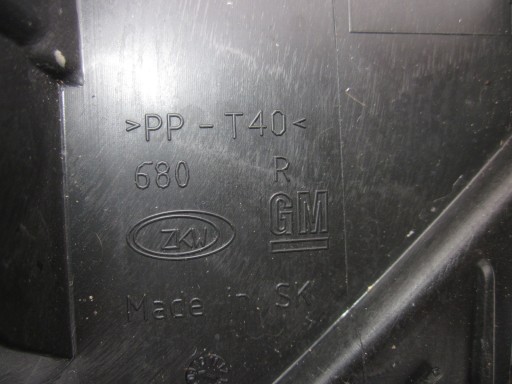 >PP-T40<
680 R
ZKW GM
Made in SK